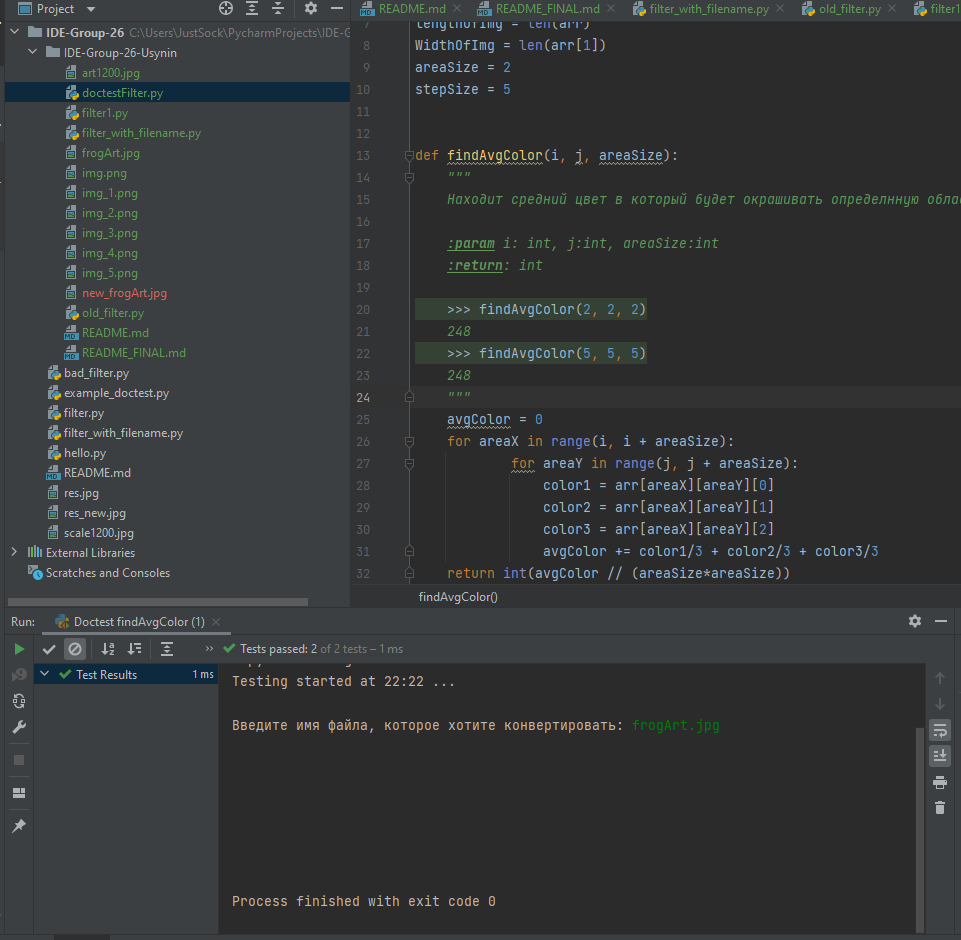 Project
README.md
README_FINAL.md
filter_with_filename.py
old_filter.py
filter1
IDE-Group-26 C:\Users\JustSock\PycharmProjects\IDE-G
IDE-Group-26-Usynin
art1200.jpg
doctestFilter.py
filter1.py
filter_with_filename.py
frogArt.jpg
img.png
img_1.png
img_2.png
img_3.png
img_4.png
img_5.png
new_frogArt.jpg
old_filter.py
README.md
README_FINAL.md
bad_filter.py
example_doctest.py
filter.py
filter_with_filename.py
hello.py
README.md
res.jpg
res_new.jpg
scale1200.jpg
External Libraries
Scratches and Consoles
7 lengthOfImg = len(arr)
8 WidthOfImg = len(arr[1])
9 areaSize = 2
10 stepSize = 5
11
12
13 def findAvgColor(i, j, areaSize):
14 """
15 Находит средний цвет в который будет окрашивать определнную обла
16
17 :param i: int, j:int, areaSize:int
18 :return: int
19
20 >>> findAvgColor(2, 2, 2)
21 248
22 >>> findAvgColor(5, 5, 5)
23 248
24 """
25 avgColor = 0
26 for areaX in range(i, i + areaSize):
27 for areaY in range(j, j + areaSize):
28 color1 = arr[areaX][areaY][0]
29 color2 = arr[areaX][areaY][1]
30 color3 = arr[areaX][areaY][2]
31 avgColor += color1/3 + color2/3 + color3/3
32 return int(avgColor // (areaSize*areaSize))
findAvgColor()
Run: Doctest findAvgColor (1)
Tests passed: 2 of 2 tests – 1 ms
Test Results 1 ms
Testing started at 22:22 ...
Введите имя файла, которое хотите конвертировать: frogArt.jpg
Process finished with exit code 0